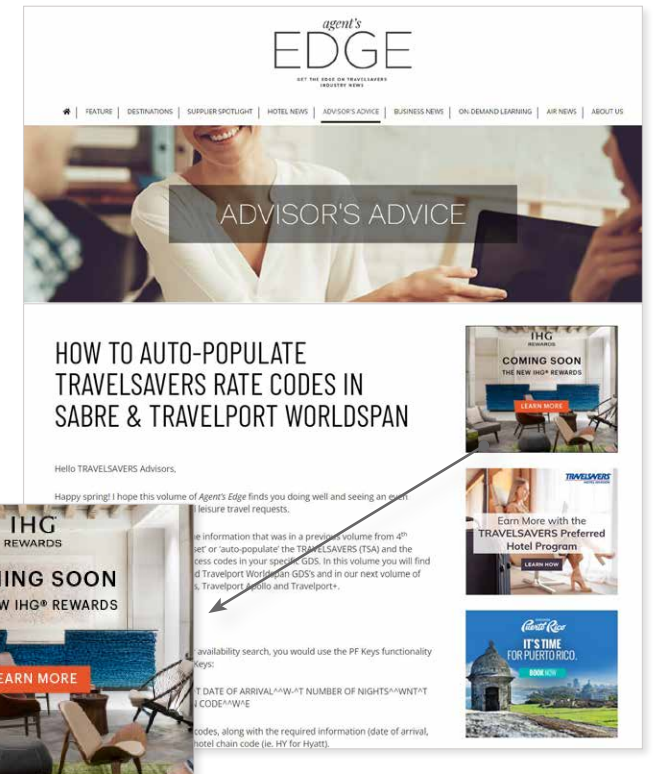 agent's
EDGE
GET THE EDGE ON TRAVELSAVERS
INDUSTRY NEWS
FEATURE | DESTINATIONS | SUPPLIER SPOTLIGHT | HOTEL NEWS | ADVISOR'S ADVICE | BUSINESS NEWS | ON-DEMAND LEARNING | AIR NEWS | ABOUT US
ADVISOR'S ADVICE
HOW TO AUTO-POPULATE
TRAVELSAVERS RATE CODES IN
SABRE & TRAVELPORT WORLDSPAN
Hello TRAVELSAVERS Advisors,
Happy spring! I hope this volume of Agent's Edge finds you doing well and seeing an even
leisure travel requests.
e information that was in a previous volume from 4th
set' or 'auto-populate' the TRAVELSAVERS (TSA) and the
cess codes in your specific GDS. In this volume you will find
d Travelport Worldspan GDS's and in our next volume of
s, Travelport Apollo and Travelport+.
availability search, you would use the PF Keys functionality
Keys:
T DATE OF ARRIVAL^^W-^T NUMBER OF NIGHTS^^WNT^T
CODE^^W^E
codes, along with the required information (date of arrival,
hotel chain code (ie. HY for Hyatt).
IHG
REWARDS
COMING SOON
THE NEW IHG® REWARDS
LEARN MORE
TRAVELSAVERS
Earn More with the
TRAVELSAVERS Preferred
Hotel Program
LEARN HOW
Puerto Rico
IT'S TIME
FOR PUERTO RICO.
BOOK NOW
IHG
REWARDS
ING SOON
W IHG® REWARDS
EARN MORE